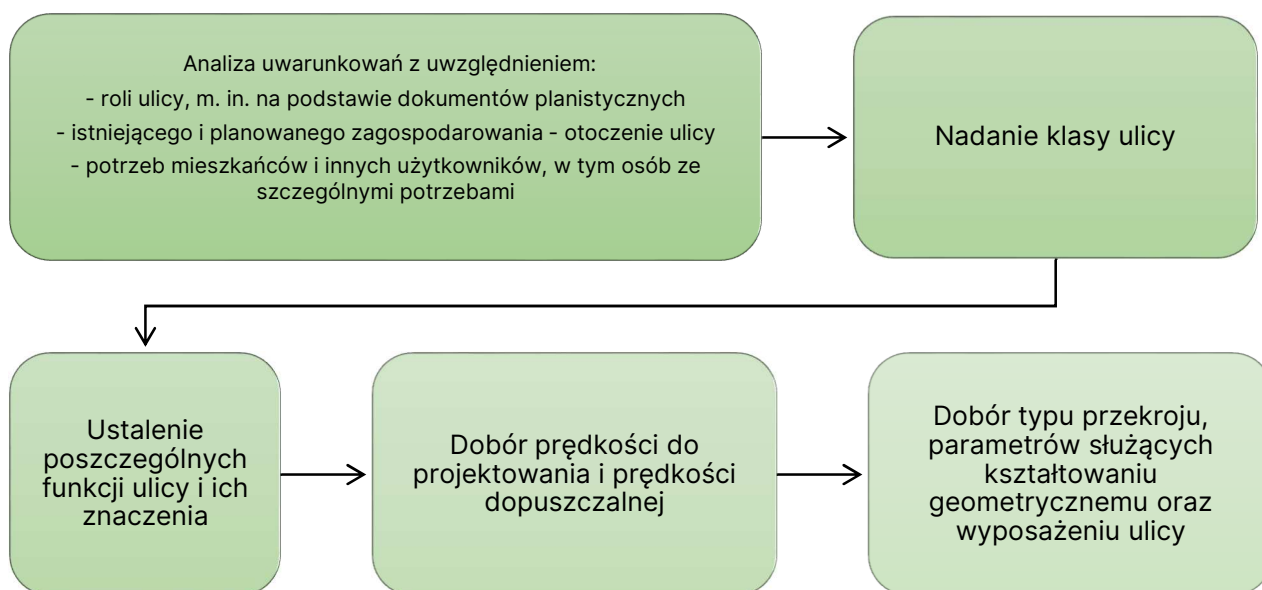 Analiza uwarunkowań z uwzględnieniem:
- roli ulicy, m. in. na podstawie dokumentów planistycznych
- istniejącego i planowanego zagospodarowania - otoczenie ulicy
- potrzeb mieszkańców i innych użytkowników, w tym osób ze
szczególnymi potrzebami
Nadanie klasy ulicy
Ustalenie
poszczególnych
funkcji ulicy i ich
znaczenia
Dobór prędkości do
projektowania i prędkości
dopuszczalnej
Dobór typu przekroju,
parametrów służących
kształtowaniu
geometrycznemu oraz
wyposażeniu ulicy